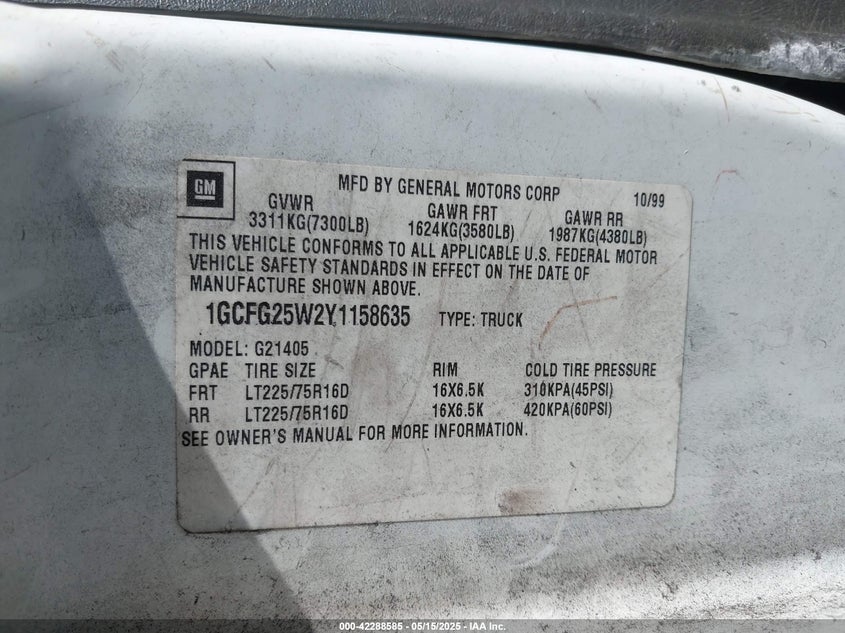 GM
MFD BY GENERAL MOTORS CORP 10/99
GVWR GAWR FRT GAWR RR
3311KG(7300LB) 1624KG(3580LB) 1987KG(4380LB)
THIS VEHICLE CONFORMS TO ALL APPLICABLE U.S. FEDERAL MOTOR
VEHICLE SAFETY STANDARDS IN EFFECT ON THE DATE OF
MANUFACTURE SHOWN ABOVE.
1GCFG25W2Y1158635 TYPE: TRUCK
MODEL: G21405
GPAE TIRE SIZE RIM COLD TIRE PRESSURE
FRT LT225/75R16D 16X6.5K 310KPA(45PSI)
RR LT225/75R16D 16X6.5K 420KPA(60PSI)
SEE OWNER'S MANUAL FOR MORE INFORMATION.
000-42288585 - 05/15/2025 - IAA Inc.